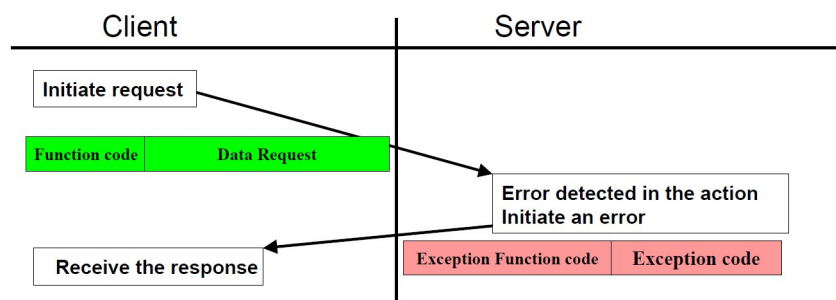 Client
Server
Initiate request
Function code
Data Request
Error detected in the action
Initiate an error
Receive the response
Exception Function code
Exception code